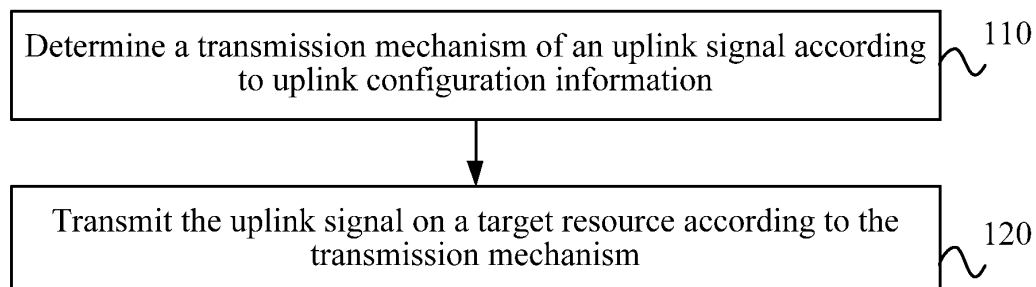 Determine a transmission mechanism of an uplink signal according
to uplink configuration information
110
Transmit the uplink signal on a target resource according to the
transmission mechanism
120